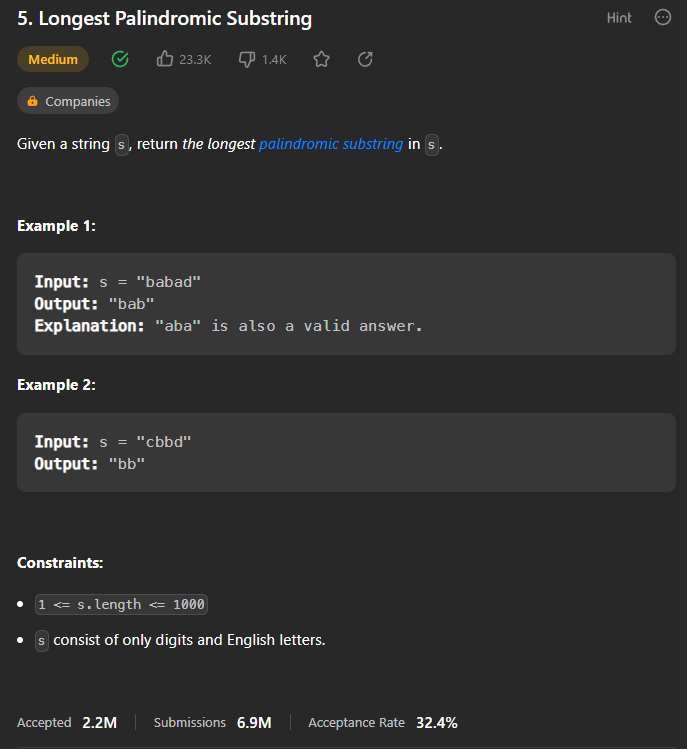 5. Longest Palindromic Substring
Hint
Medium
23.3K
1.4K
Companies
Given a string s, return the longest palindromic substring in s.
Example 1:
Input: s = "babad"
Output: "bab"
Explanation: "aba" is also a valid answer.
Example 2:
Input: s = "cbbd"
Output: "bb"
Constraints:
• 1 <= s.length <= 1000
• s consist of only digits and English letters.
Accepted 2.2M Submissions 6.9M Acceptance Rate 32.4%